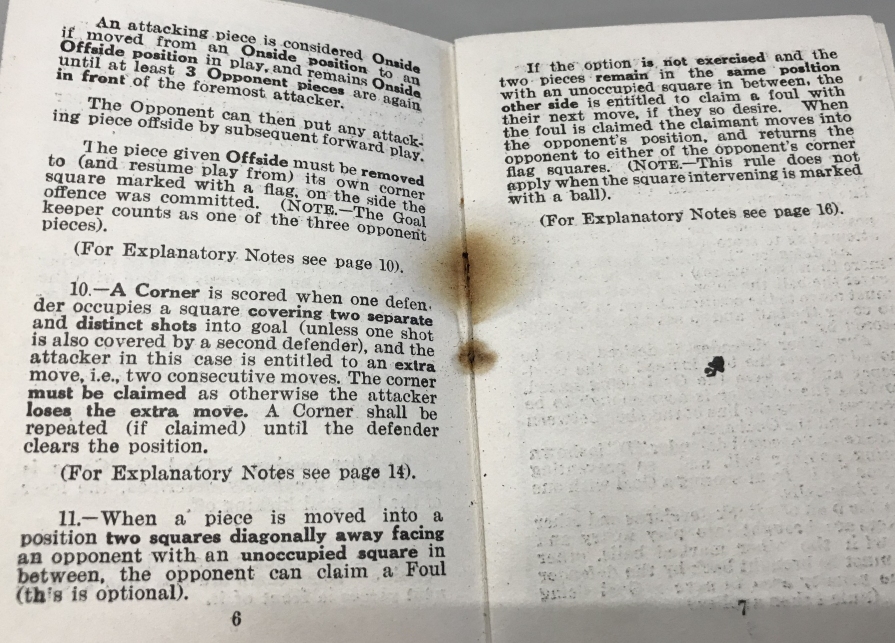 An attacking piece is considered Onside
if moved from an Onside position to an
Offside position in play, and remains Onside
until at least 3 Opponent pieces are again
in front of the foremost attacker.
The Opponent can then put any attack-
ing piece offside by subsequent forward play.
The piece given Offside must be removed
to (and resume play from) its own corner
square marked with a flag, on the side the
offence was committed. (NOTE.—The Goal
keeper counts as one of the three opponent
pieces).
(For Explanatory Notes see page 10).
10.—A Corner is scored when one defen-
der occupies a square covering two separate
and distinct shots into goal (unless one shot
is also covered by a second defender), and the
attacker in this case is entitled to an extra
move, i.e., two consecutive moves. The corner
must be claimed as otherwise the attacker
loses the extra move. A Corner shall be
repeated (if claimed) until the defender
clears the position.
(For Explanatory Notes see page 14).
11.—When a piece is moved into a
position two squares diagonally away facing
an opponent with an unoccupied square in
between, the opponent can claim a Foul
(this is optional).
6
If the option is not exercised and the
two pieces remain in the same position
with an unoccupied square in between, the
other side is entitled to claim a foul with
their next move, if they so desire. When
the foul is claimed the claimant moves into
the opponent's position, and returns the
opponent to either of the opponent's corner
flag squares. (NOTE.—This rule does not
apply when the square intervening is marked
with a ball).
(For Explanatory Notes see page 16).
7